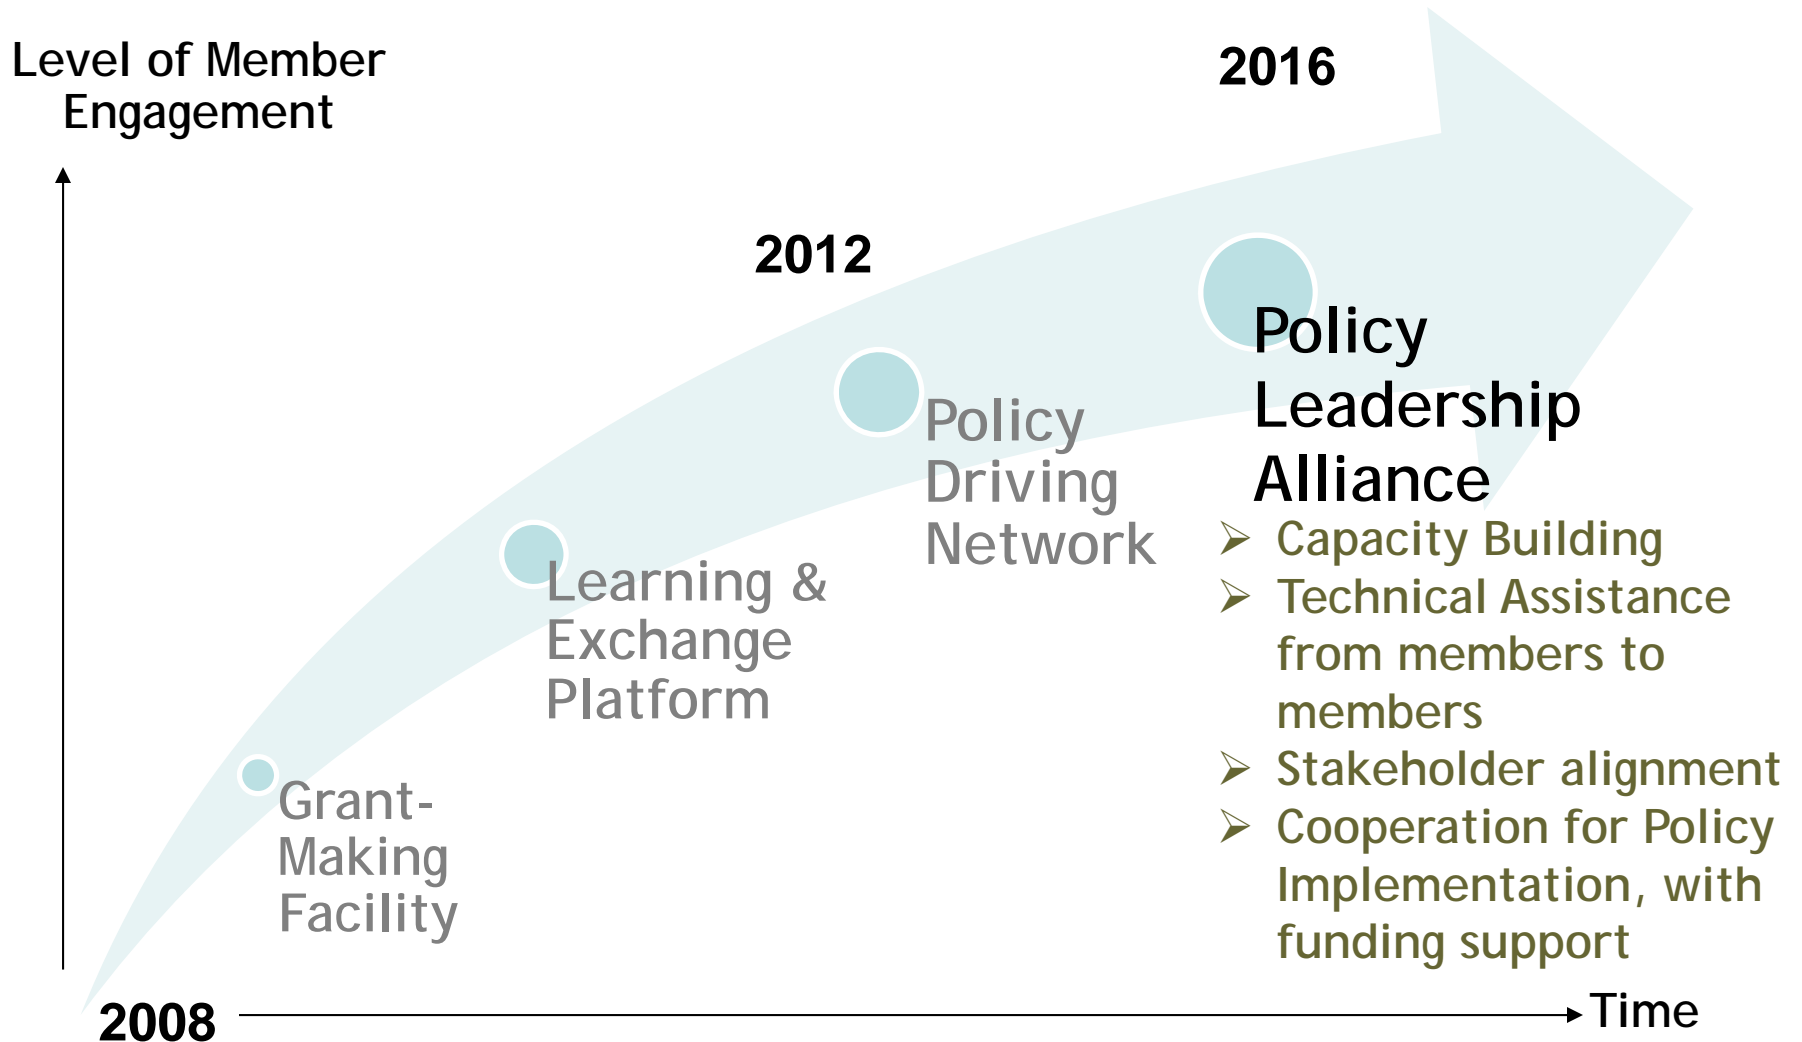 Level of Member
Engagement
2016
2012
Policy
Leadership
Alliance
Policy
Driving
Network
Learning &
Exchange
Platform
Grant-
Making
Facility
➢ Capacity Building
➢ Technical Assistance
from members to
members
➢ Stakeholder alignment
➢ Cooperation for Policy
Implementation, with
funding support
2008
Time